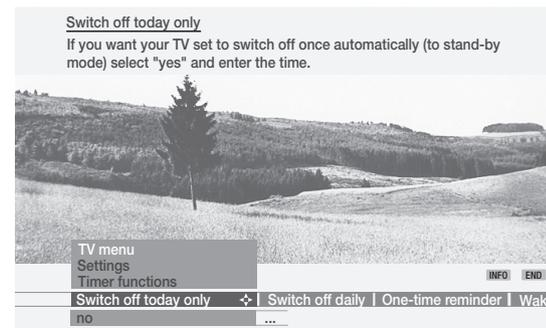 Switch off today only
If you want your TV set to switch off once automatically (to stand-by
mode) select "yes" and enter the time.
TV menu
Settings
Timer functions
INFO END
Switch off today only Switch off daily One-time reminder Wak
no ...